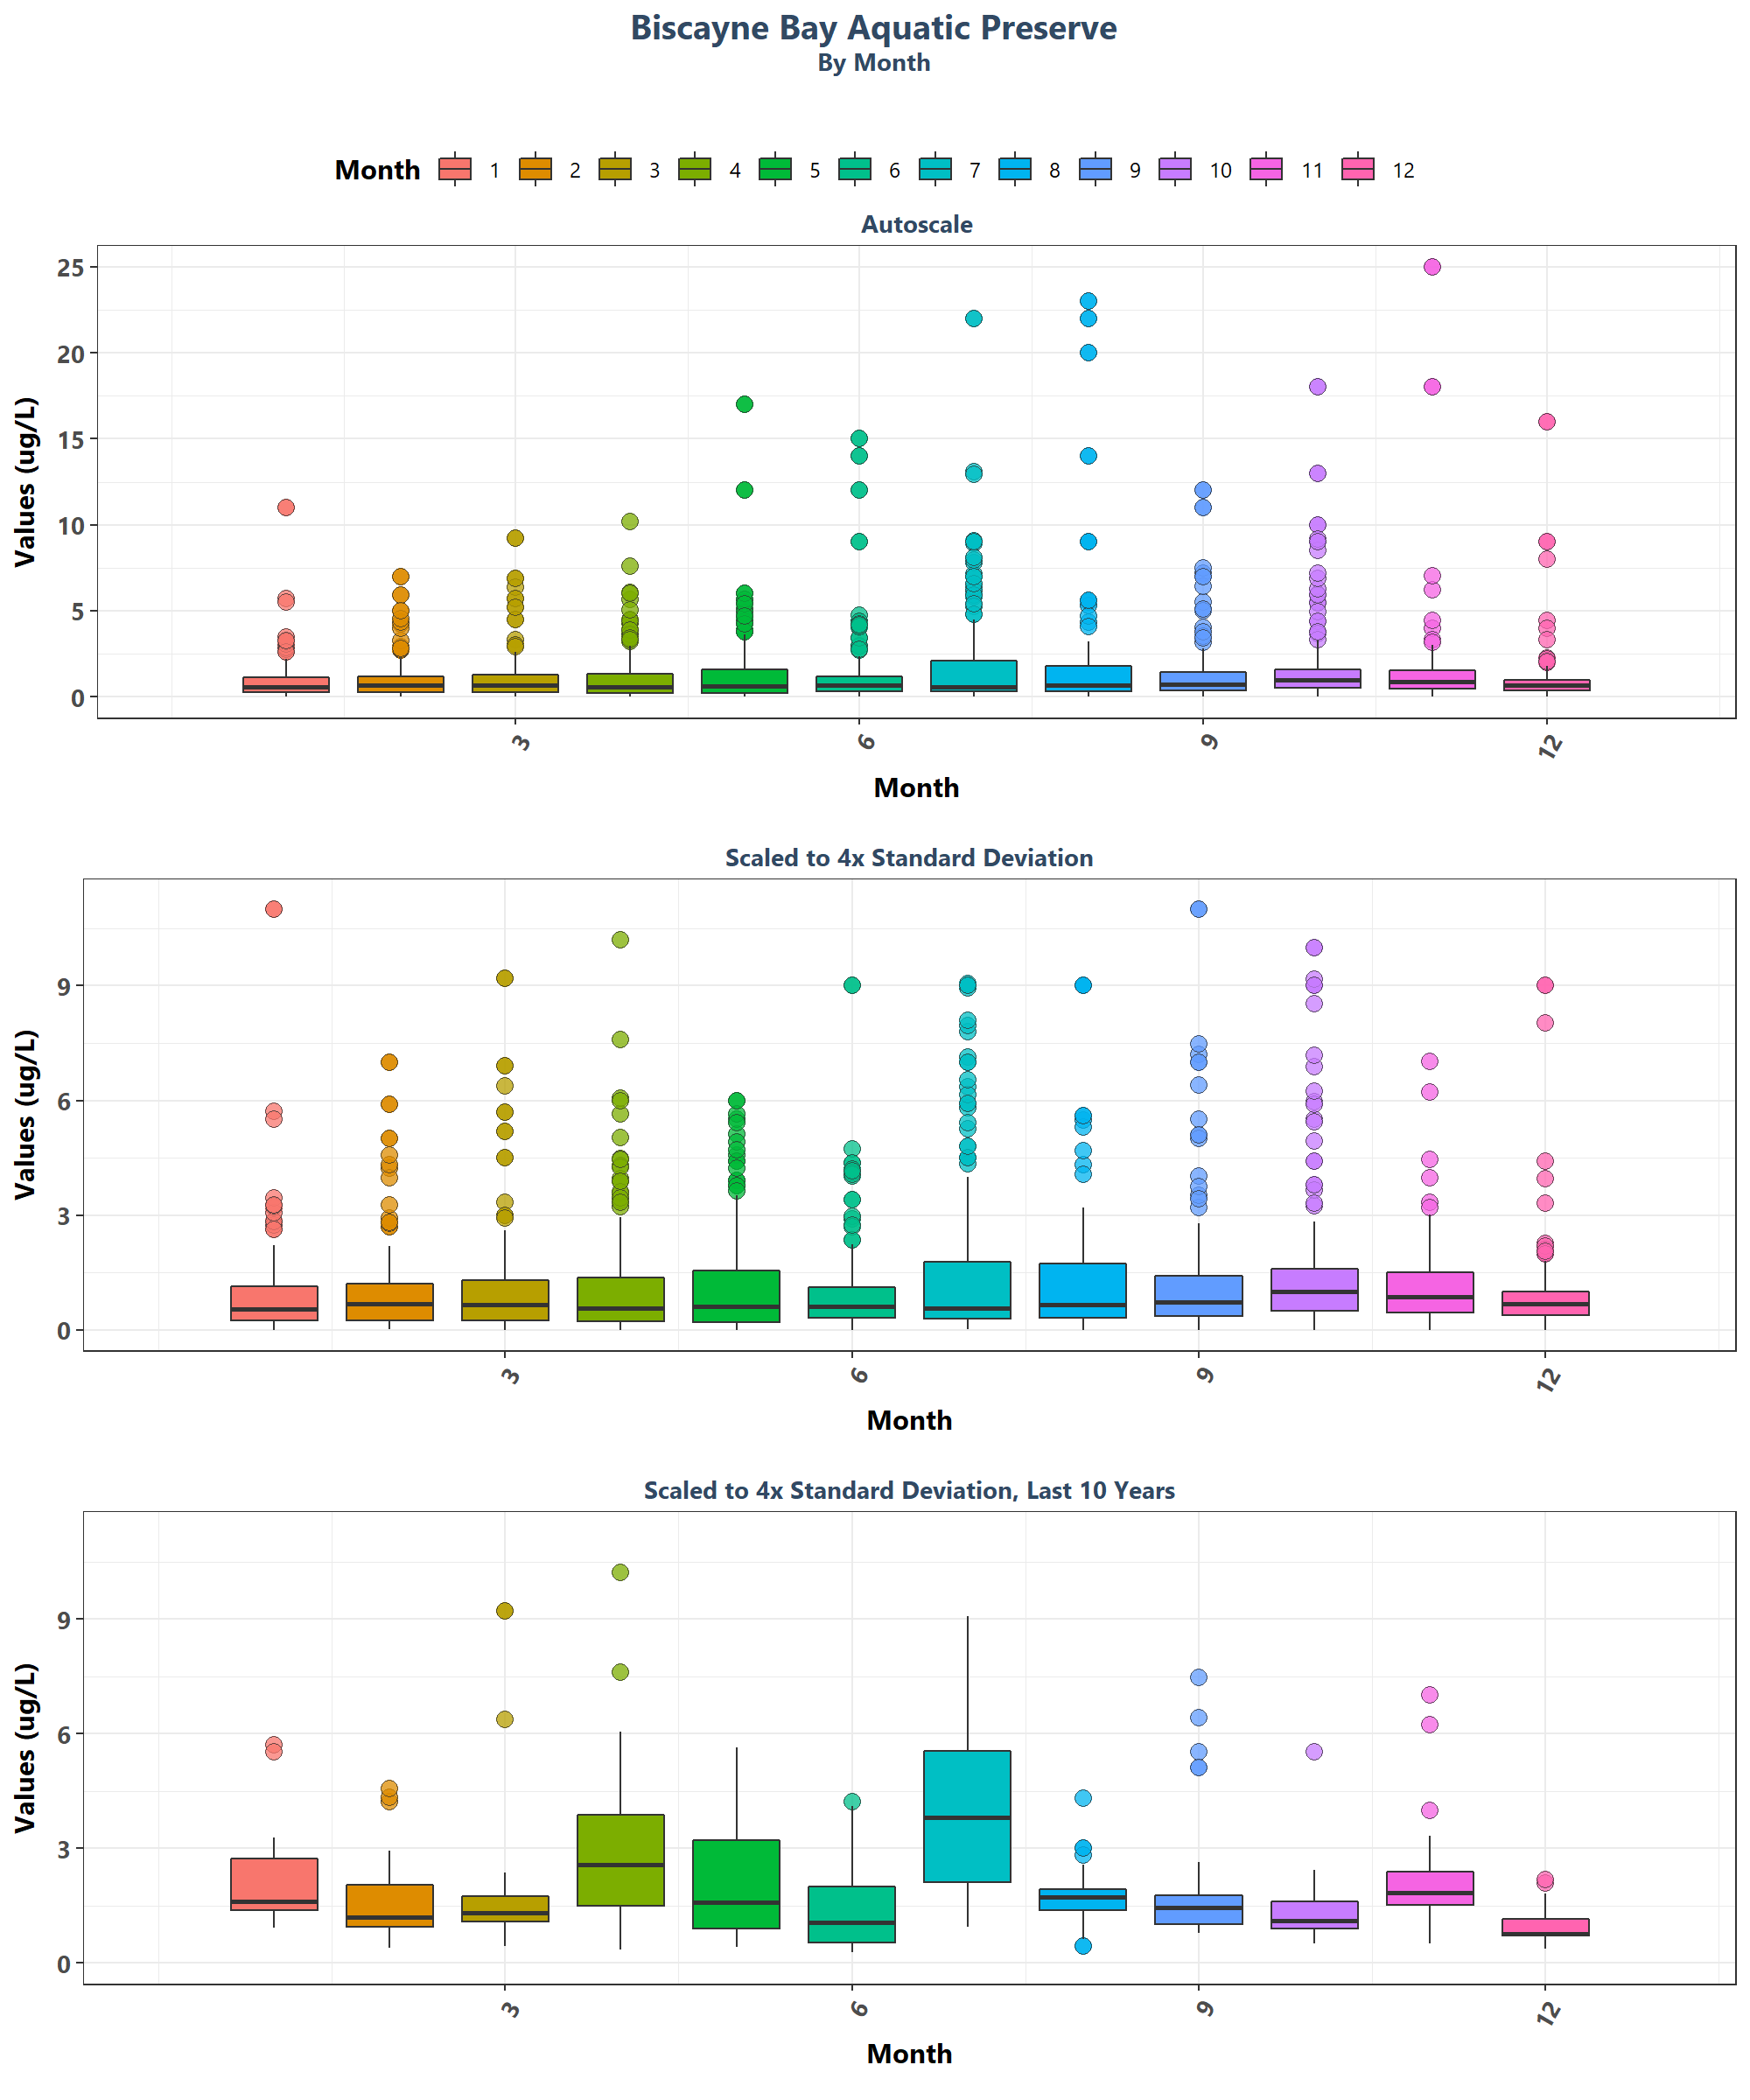 Biscayne Bay Aquatic Preserve
By Month
Month 1 2 3 4 5 6 7 8 9 10 11 12
Autoscale
25
20
15
10
5
0
Values (ug/L)
3 6 9 12
Month
Scaled to 4x Standard Deviation
9
6
3
0
Values (ug/L)
3 6 9 12
Month
Scaled to 4x Standard Deviation, Last 10 Years
9
6
3
0
Values (ug/L)
3 6 9 12
Month